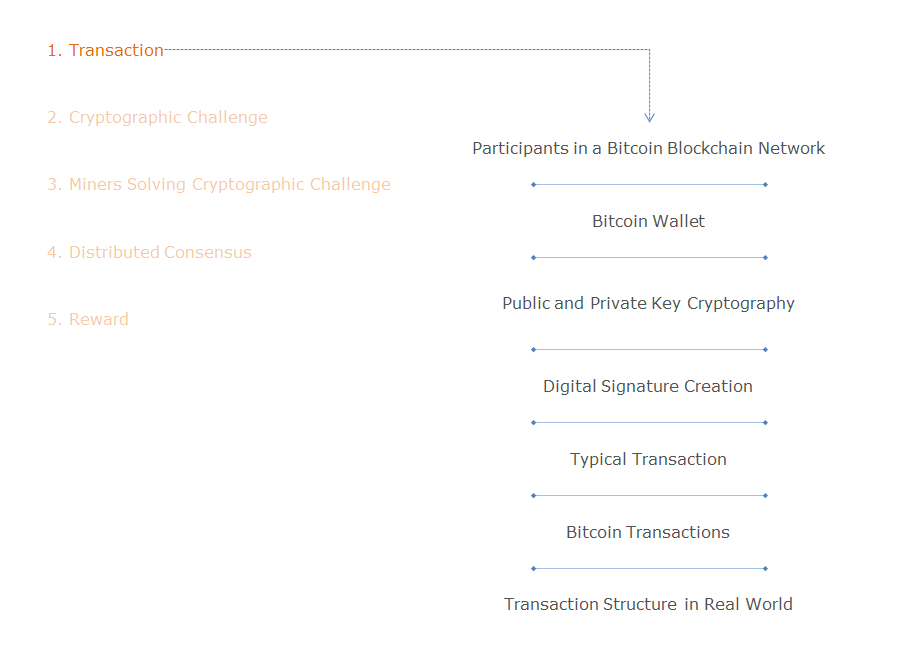 1. Transaction
2. Cryptographic Challenge
3. Miners Solving Cryptographic Challenge
4. Distributed Consensus
5. Reward
Participants in a Bitcoin Blockchain Network
Bitcoin Wallet
Public and Private Key Cryptography
Digital Signature Creation
Typical Transaction
Bitcoin Transactions
Transaction Structure in Real World